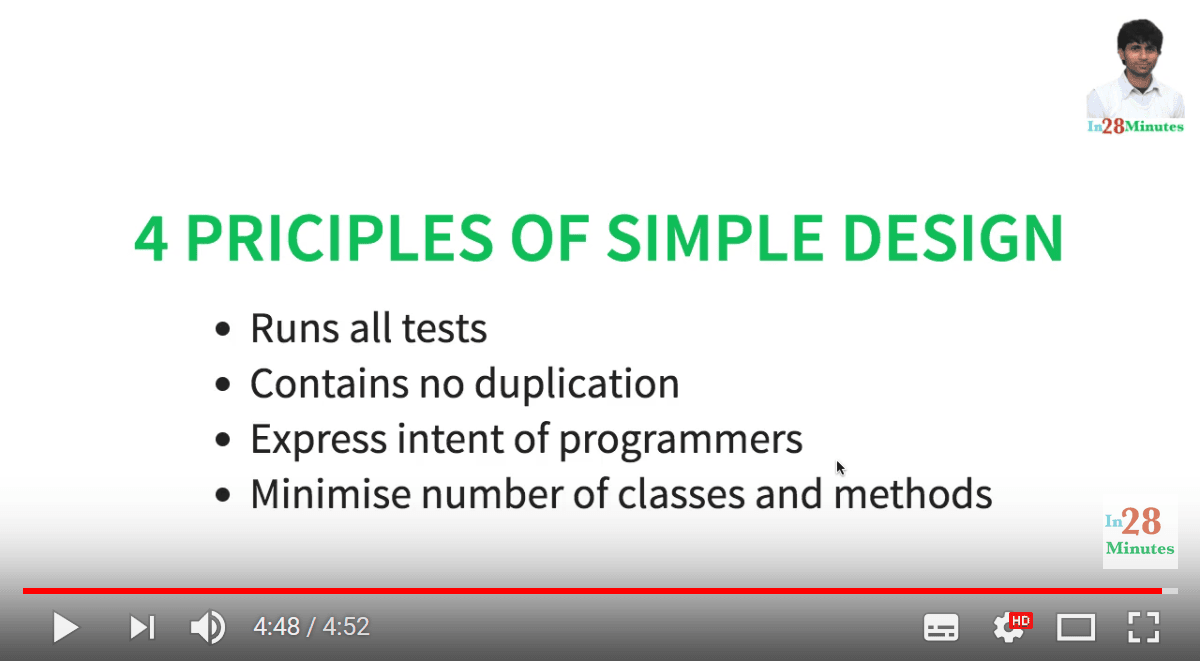 In28Minutes
4 PRICIPLES OF SIMPLE DESIGN
• Runs all tests
• Contains no duplication
• Express intent of programmers
• Minimise number of classes and methods
In28
Minutes
4:48 / 4:52
HD